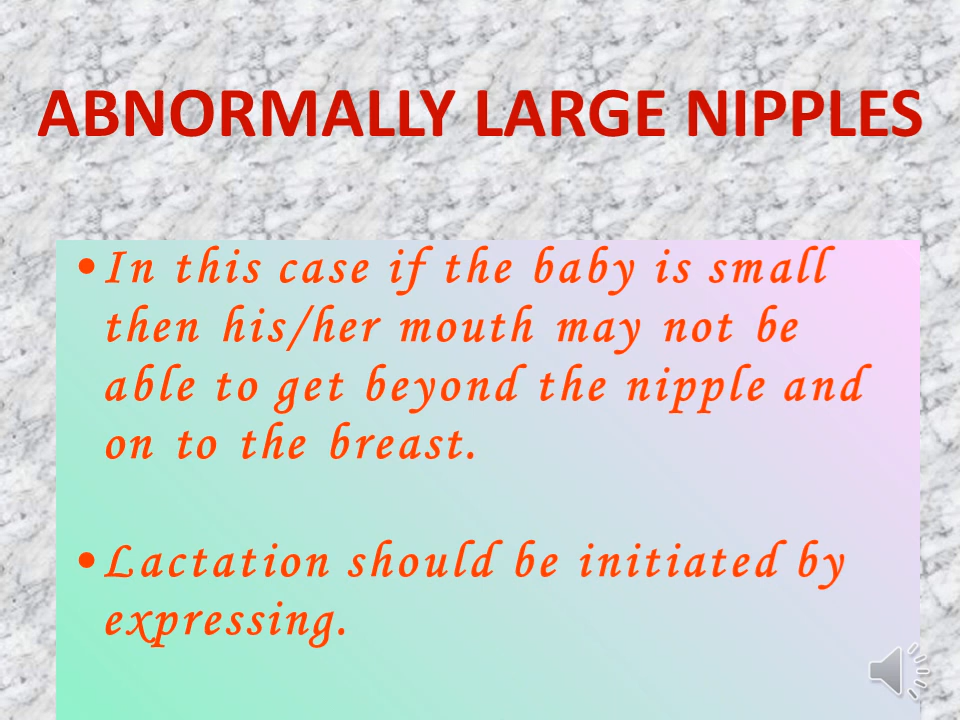 ABNORMALLY LARGE NIPPLES
•In this case if the baby is small
then his/her mouth may not be
able to get beyond the nipple and
on to the breast.
•Lactation should be initiated by
expressing.